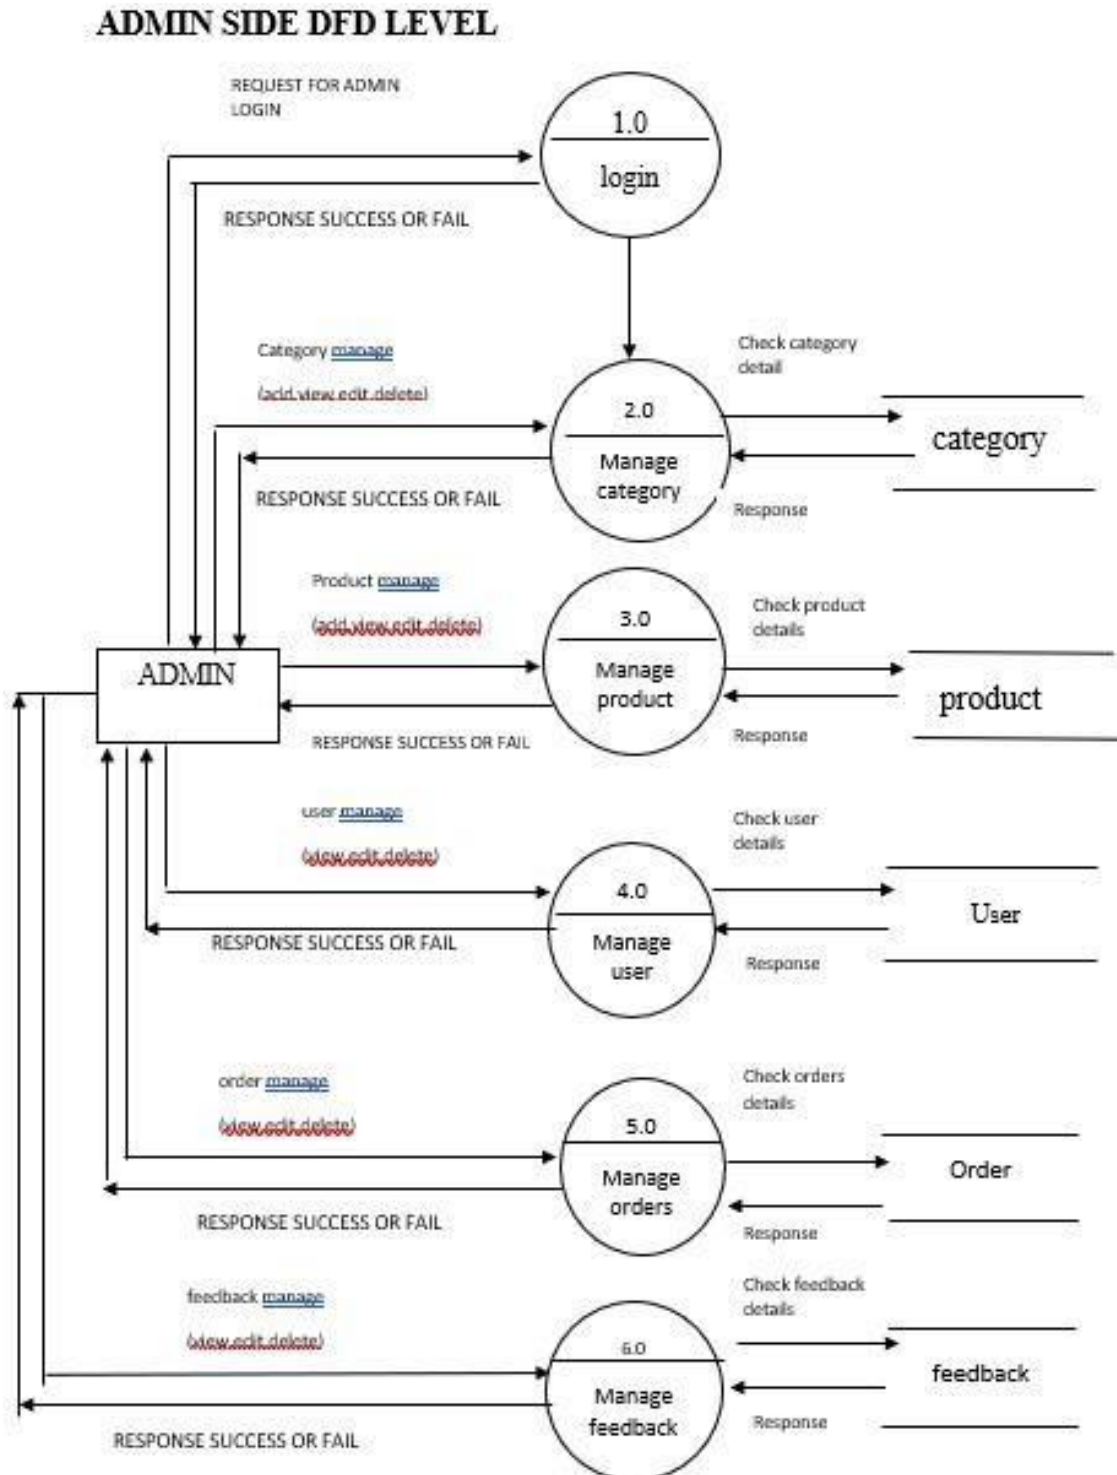 ADMIN SIDE DFD LEVEL
REQUEST FOR ADMIN
LOGIN
1.0
login
RESPONSE SUCCESS OR FAIL
Category manage
(add,view,edit,delete)
Check category
detail
2.0
Manage
category
category
RESPONSE SUCCESS OR FAIL
Response
Product manage
(add,view,edit,delete)
Check product
details
3.0
Manage
product
ADMIN
product
RESPONSE SUCCESS OR FAIL
Response
user manage
(view,edit,delete)
Check user
details
4.0
Manage
user
User
RESPONSE SUCCESS OR FAIL
Response
order manage
(view,edit,delete)
Check orders
details
5.0
Manage
orders
Order
RESPONSE SUCCESS OR FAIL
Response
feedback manage
(view,edit,delete)
Check feedback
details
6.0
Manage
feedback
feedback
Response
RESPONSE SUCCESS OR FAIL